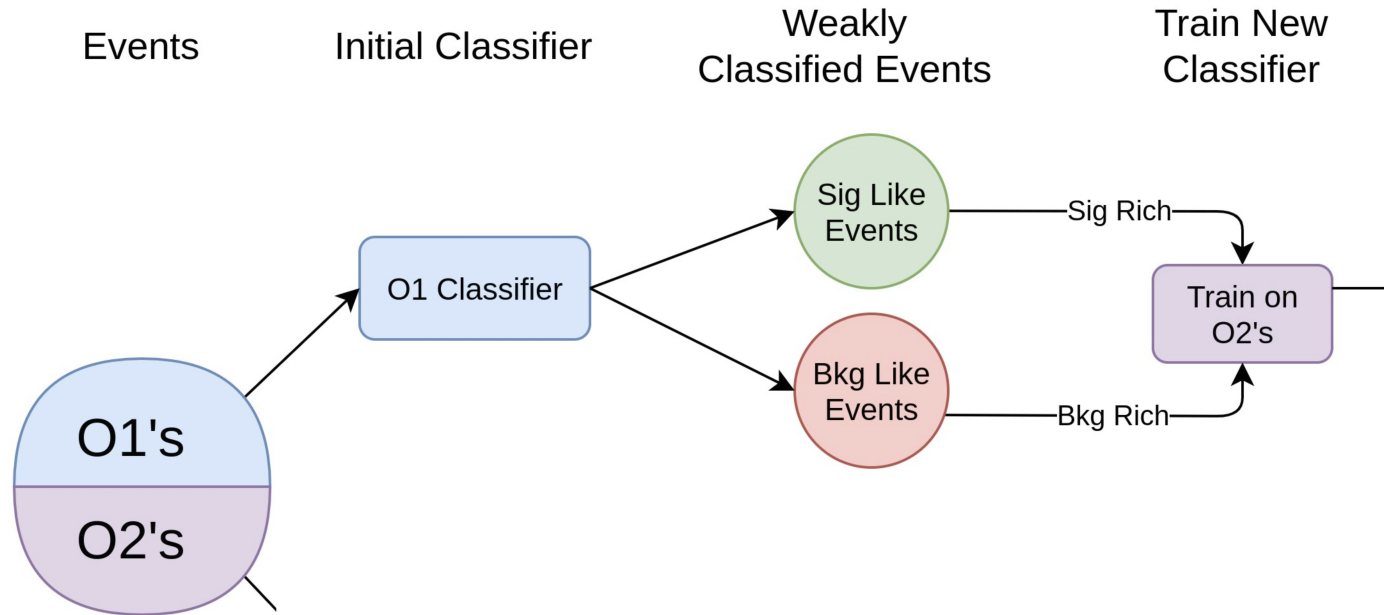 Events
Initial Classifier
Weakly
Classified Events
Train New
Classifier
Sig Like
Events
Sig Rich
O1 Classifier
Train on
O2's
Bkg Like
Events
Bkg Rich
O1's
O2's